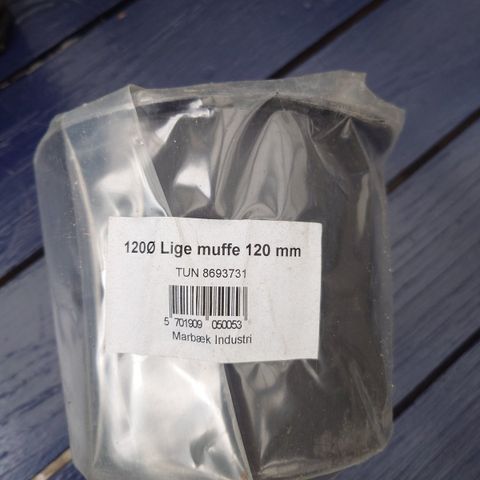 120Ø Lige muffe 120 mm
TUN 8693731
5 701909 050053
Marbæk Industri